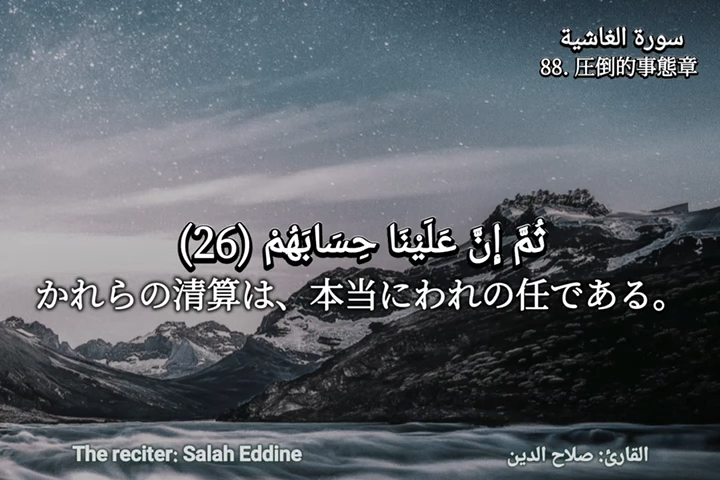 سورة الغاشية
88. 圧倒的事態章
ثُمَّ إِنَّ عَلَيْنَا حِسَابَهُمْ (26)
かれらの清算は、本当にわれの任である。
The reciter: Salah Eddine
القارئ: صلاح الدين